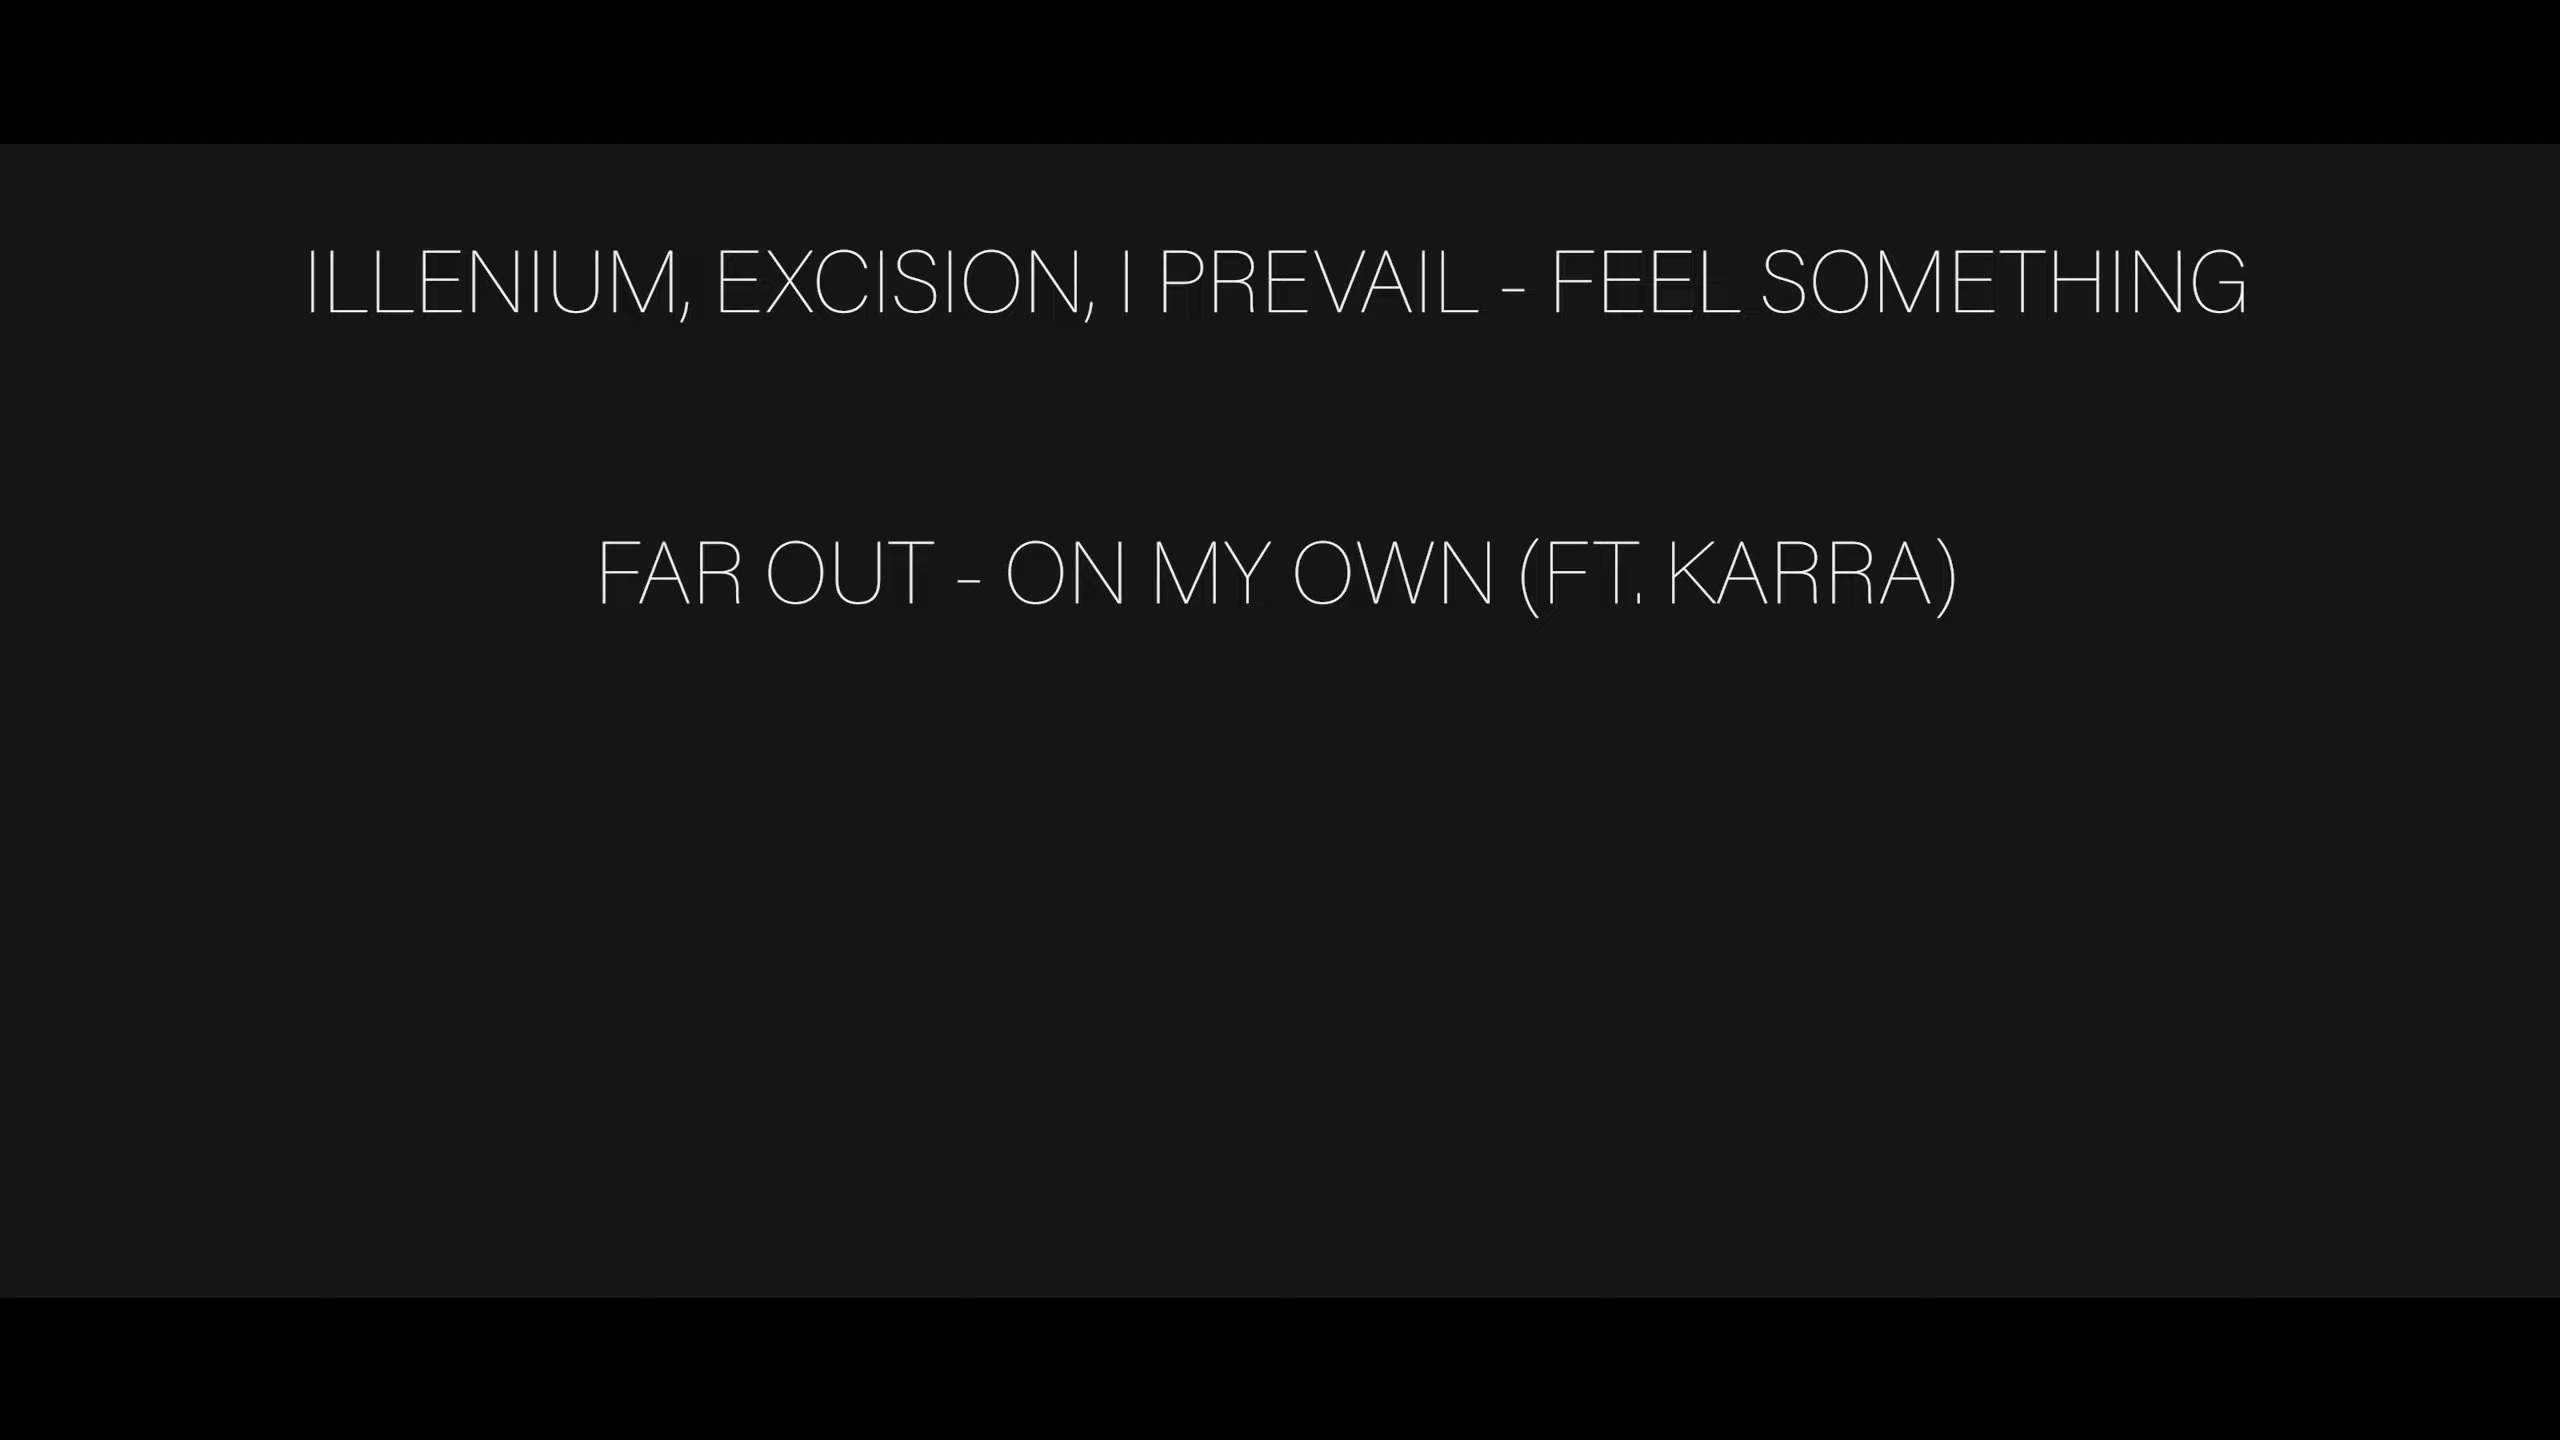 ILLENIUM, EXCISION, I PREVAIL - FEEL SOMETHING
FAR OUT - ON MY OWN (FT. KARRA)